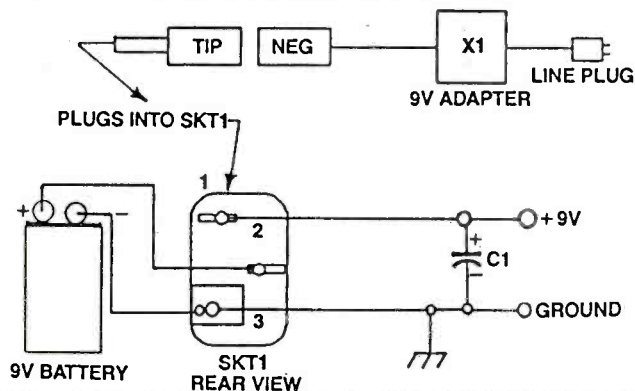 TIP
NEG
X1
LINE PLUG
9V ADAPTER
PLUGS INTO SKT1
1
+
-
2
+9V
+
C1
-
3
GROUND
9V BATTERY
SKT1
REAR VIEW